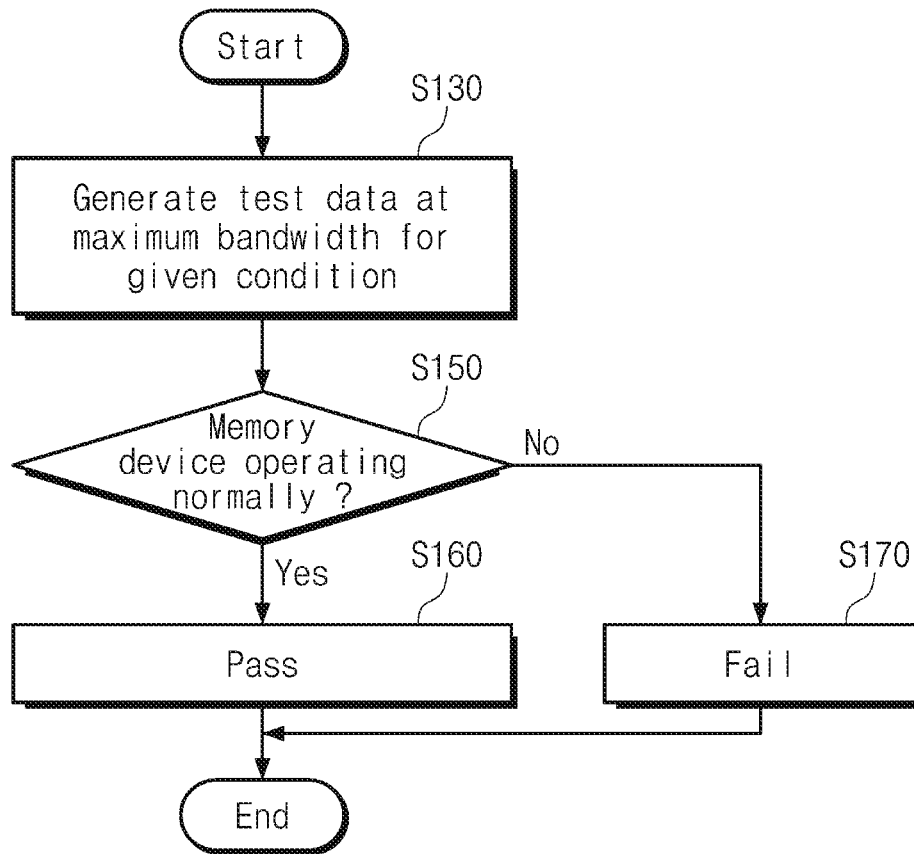 Start
S130
Generate test data at
maximum bandwidth for
given condition
S150
Memory
device operating
normally ?
No
Yes
S160
S170
Pass
Fail
End